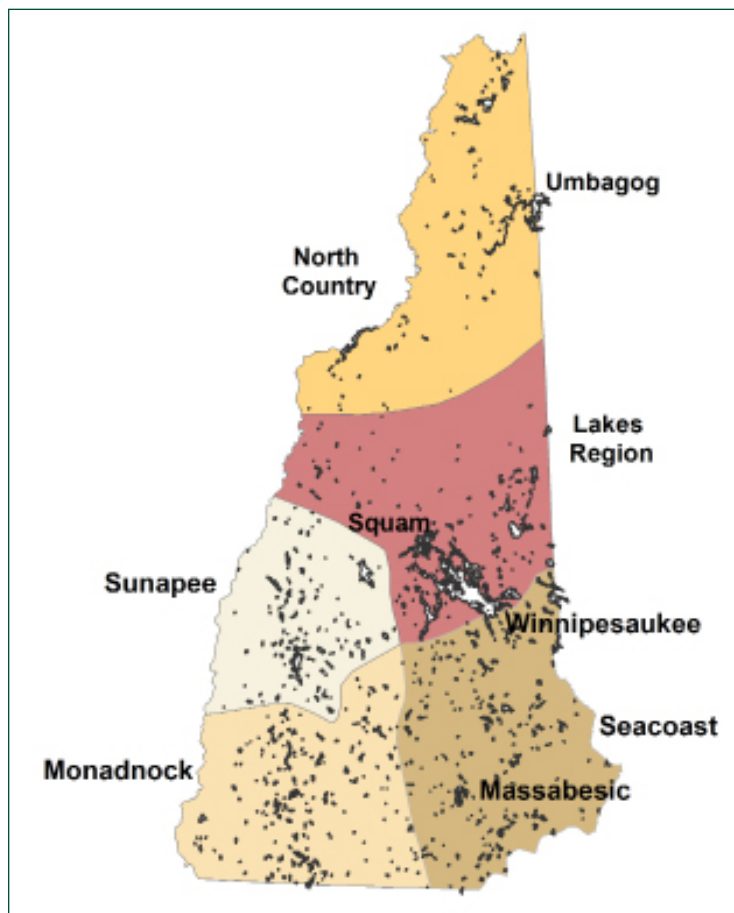 Umbagog
North
Country
Lakes
Region
Squam
Sunapee
Winnipesaukee
Seacoast
Monadnock
Massabesic